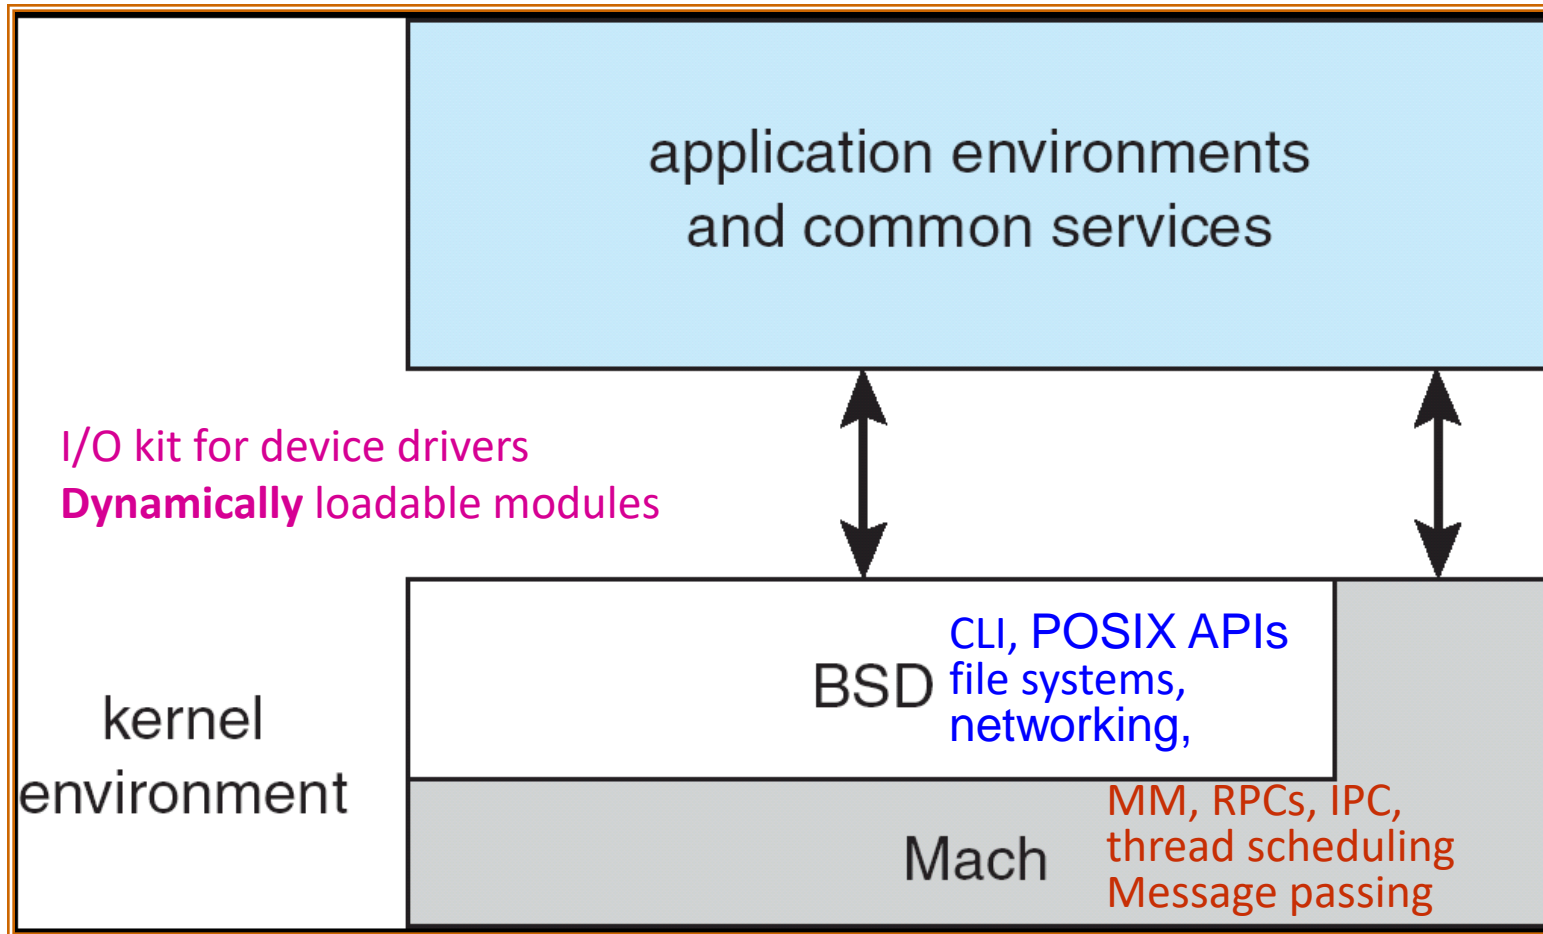 application environments
and common services
I/O kit for device drivers
Dynamically loadable modules
kernel
environment
BSD
CLI, POSIX APIs
file systems,
networking,
Mach
MM, RPCs, IPC,
thread scheduling
Message passing